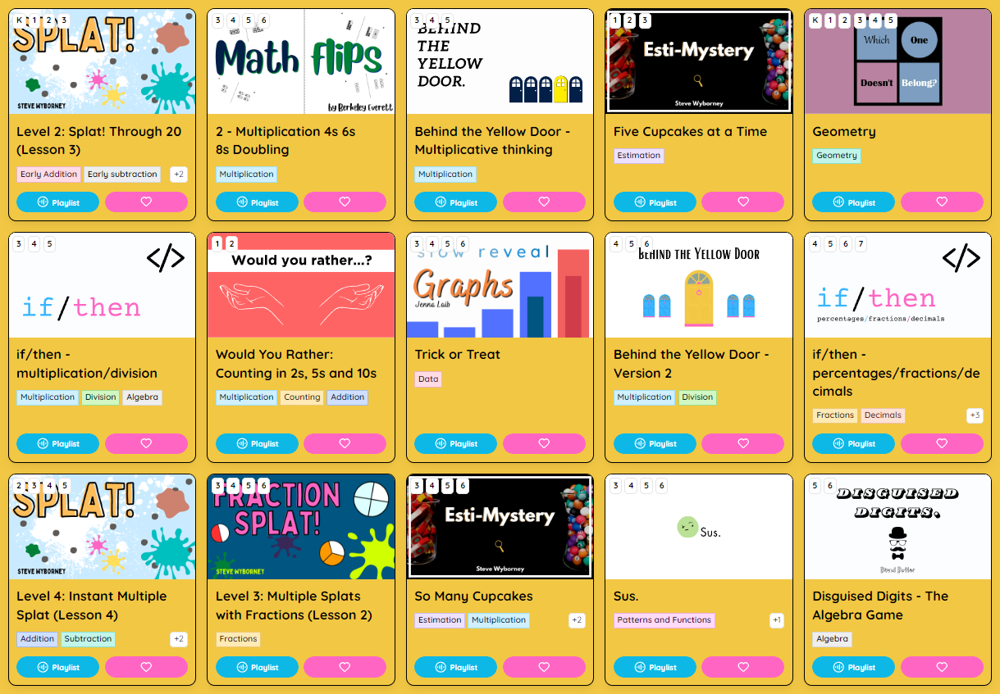 K 1 2 3
SPLAT!
STEVE WYBORNEY
Level 2: Splat! Through 20
(Lesson 3)
Early Addition Early subtraction +2
Playlist
3 4 5 6
Math flips
by Berkeley Everett
2 - Multiplication 4s 6s
8s Doubling
Multiplication
Playlist
3 4 5
BEHIND
THE
YELLOW
DOOR.
Behind the Yellow Door -
Multiplicative thinking
Multiplication
Playlist
1 2 3
Esti-Mystery
Steve Wyborney
Five Cupcakes at a Time
Estimation
Playlist
K 1 2 3 4 5
Which One
Doesn't Belong?
Geometry
Geometry
Playlist
3 4 5
</>
if/then
if/then -
multiplication/division
Multiplication Division Algebra
Playlist
1 2
Would you rather...?
Would You Rather:
Counting in 2s, 5s and 10s
Multiplication Counting Addition
Playlist
3 4 5 6
slow reveal
Graphs
Jenna Laib
Trick or Treat
Data
Playlist
4 5 6
BEHIND THE YELLOW DOOR
Behind the Yellow Door -
Version 2
Multiplication Division
Playlist
4 5 6 7
</>
if/then
percentages/fractions/decimals
if/then -
percentages/fractions/de
cimals
Fractions Decimals +3
Playlist
2 3 4 5
SPLAT!
STEVE WYBORNEY
Level 4: Instant Multiple
Splat (Lesson 4)
Addition Subtraction +2
Playlist
3 4 5 6
FRACTION
SPLAT!
STEVE WYBORNEY
Level 3: Multiple Splats
with Fractions (Lesson 2)
Fractions
Playlist
3 4 5 6
Esti-Mystery
Steve Wyborney
So Many Cupcakes
Estimation Multiplication +2
Playlist
3 4 5 6
Sus.
Sus.
Patterns and Functions +1
Playlist
5 6
DISGUISED
DIGITS.
David Butler
Disguised Digits - The
Algebra Game
Algebra
Playlist